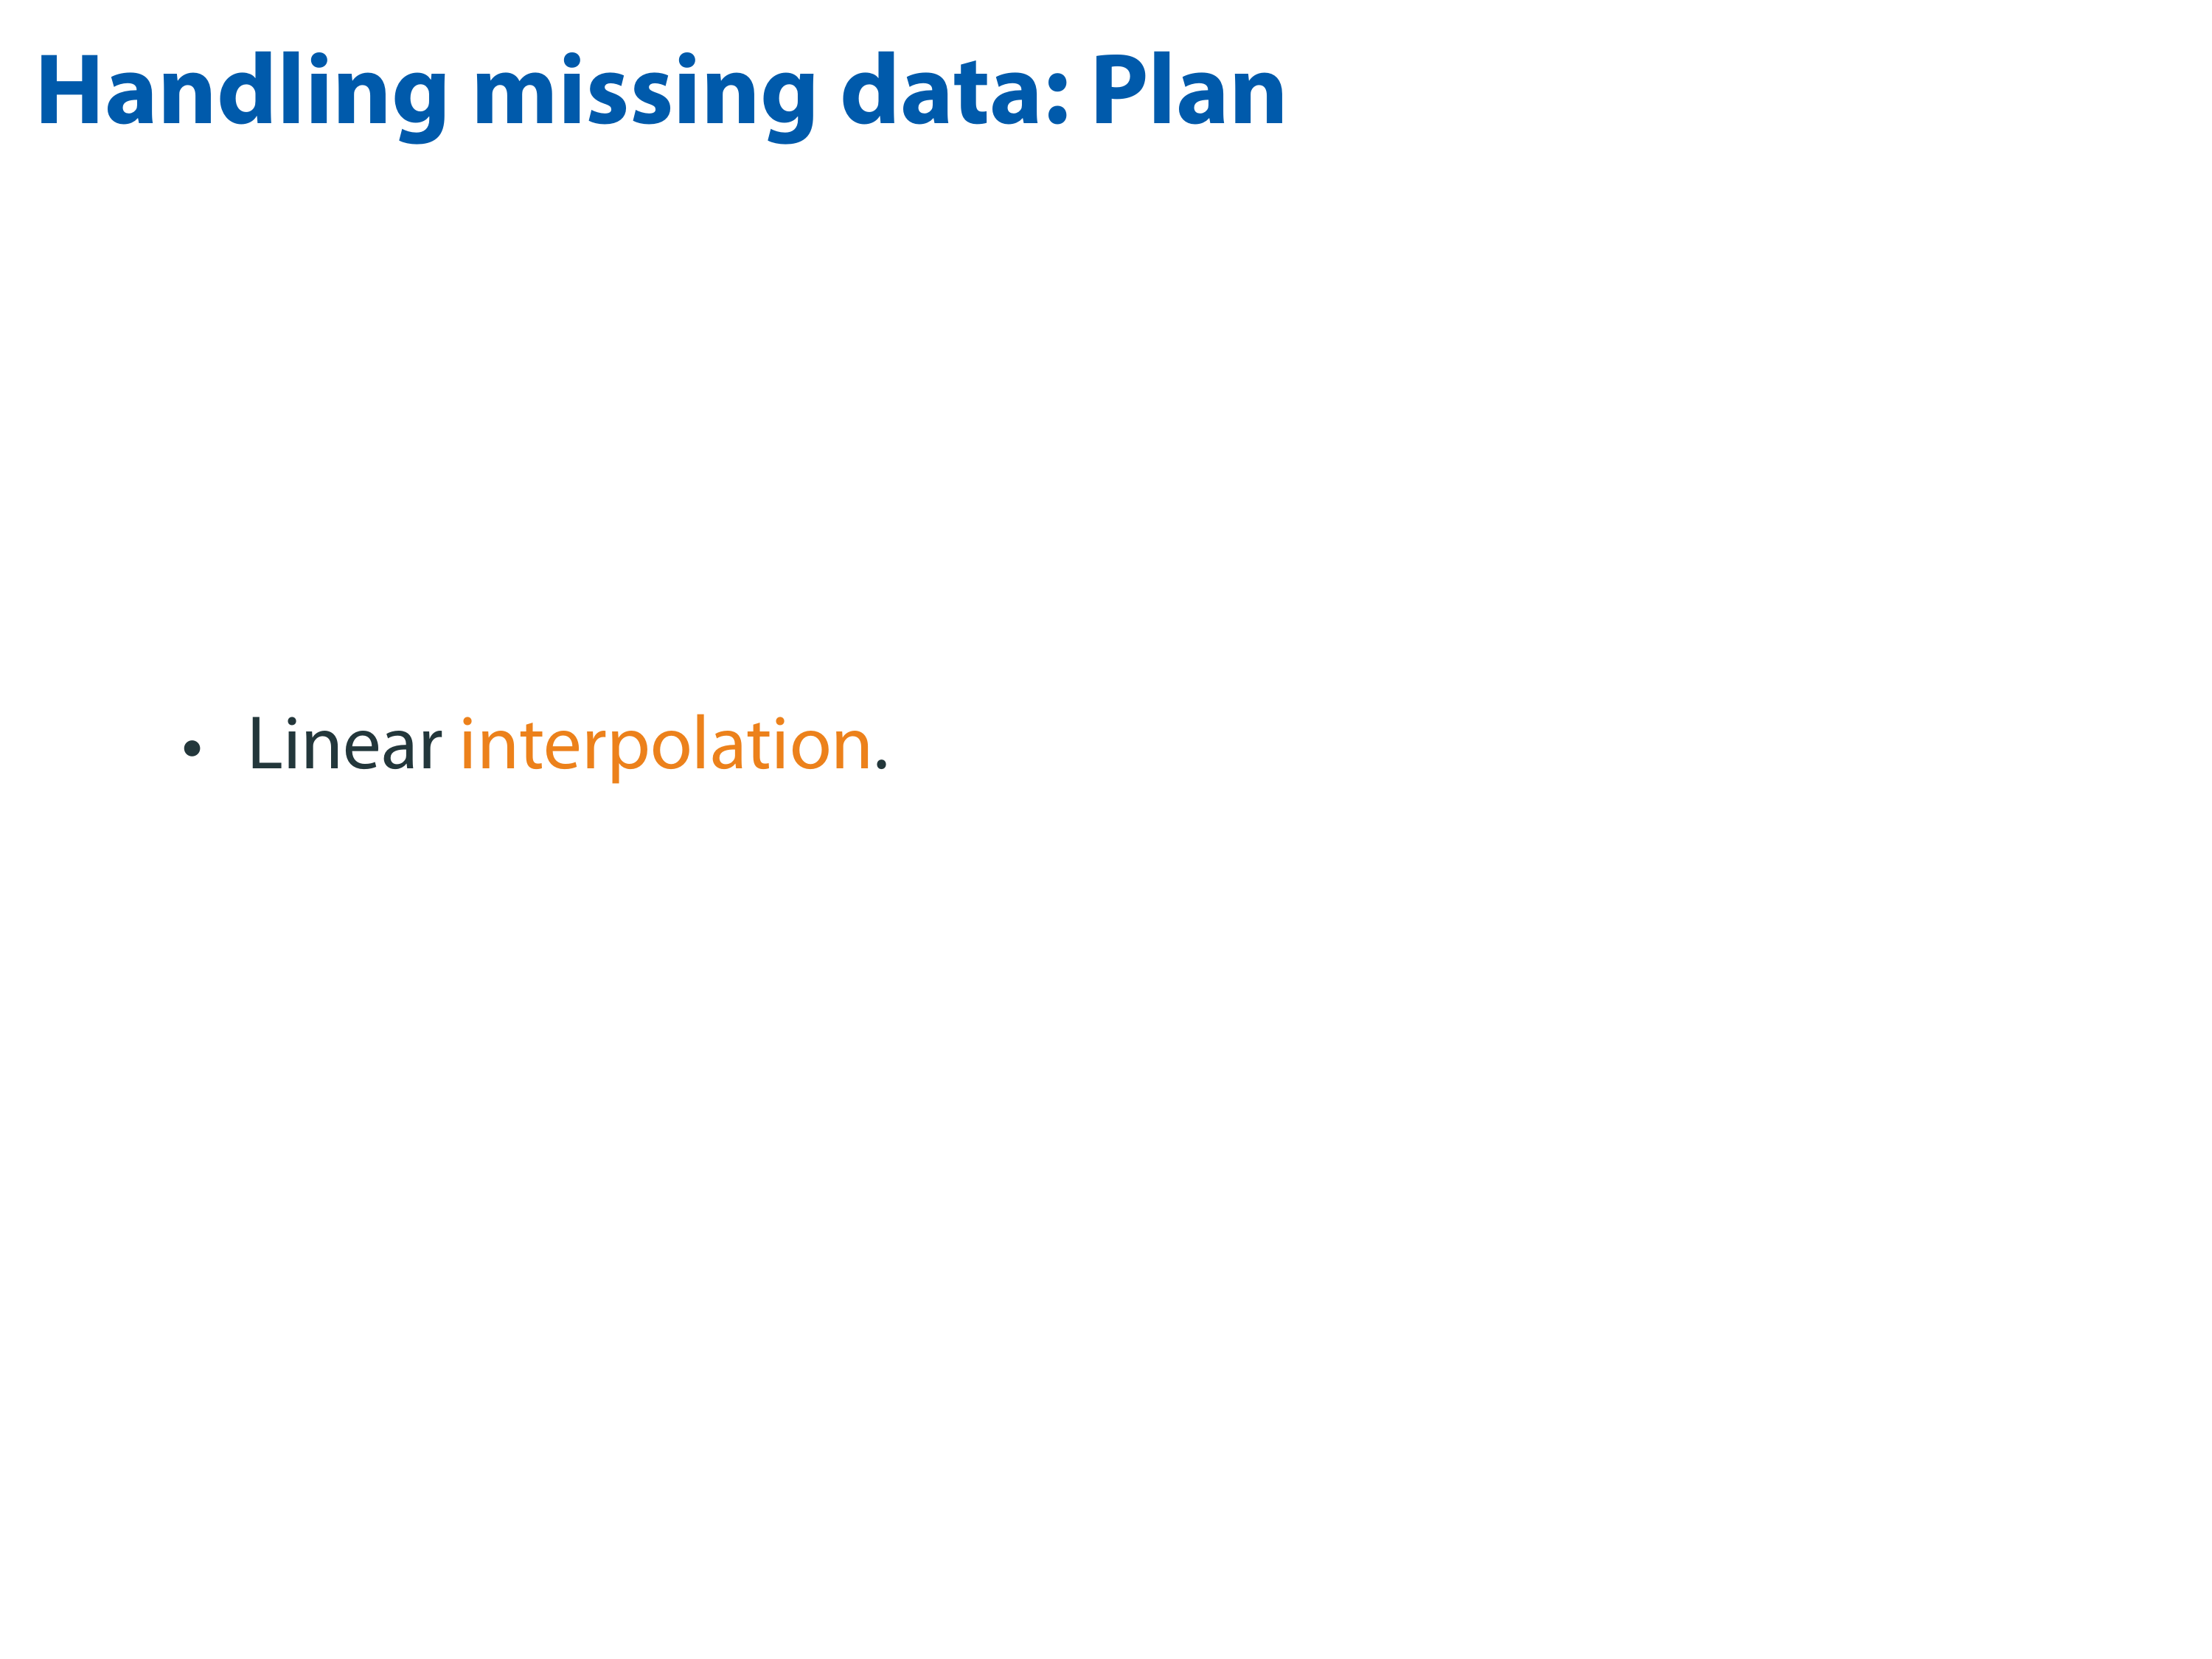 Handling missing data: Plan
• Linear interpolation.